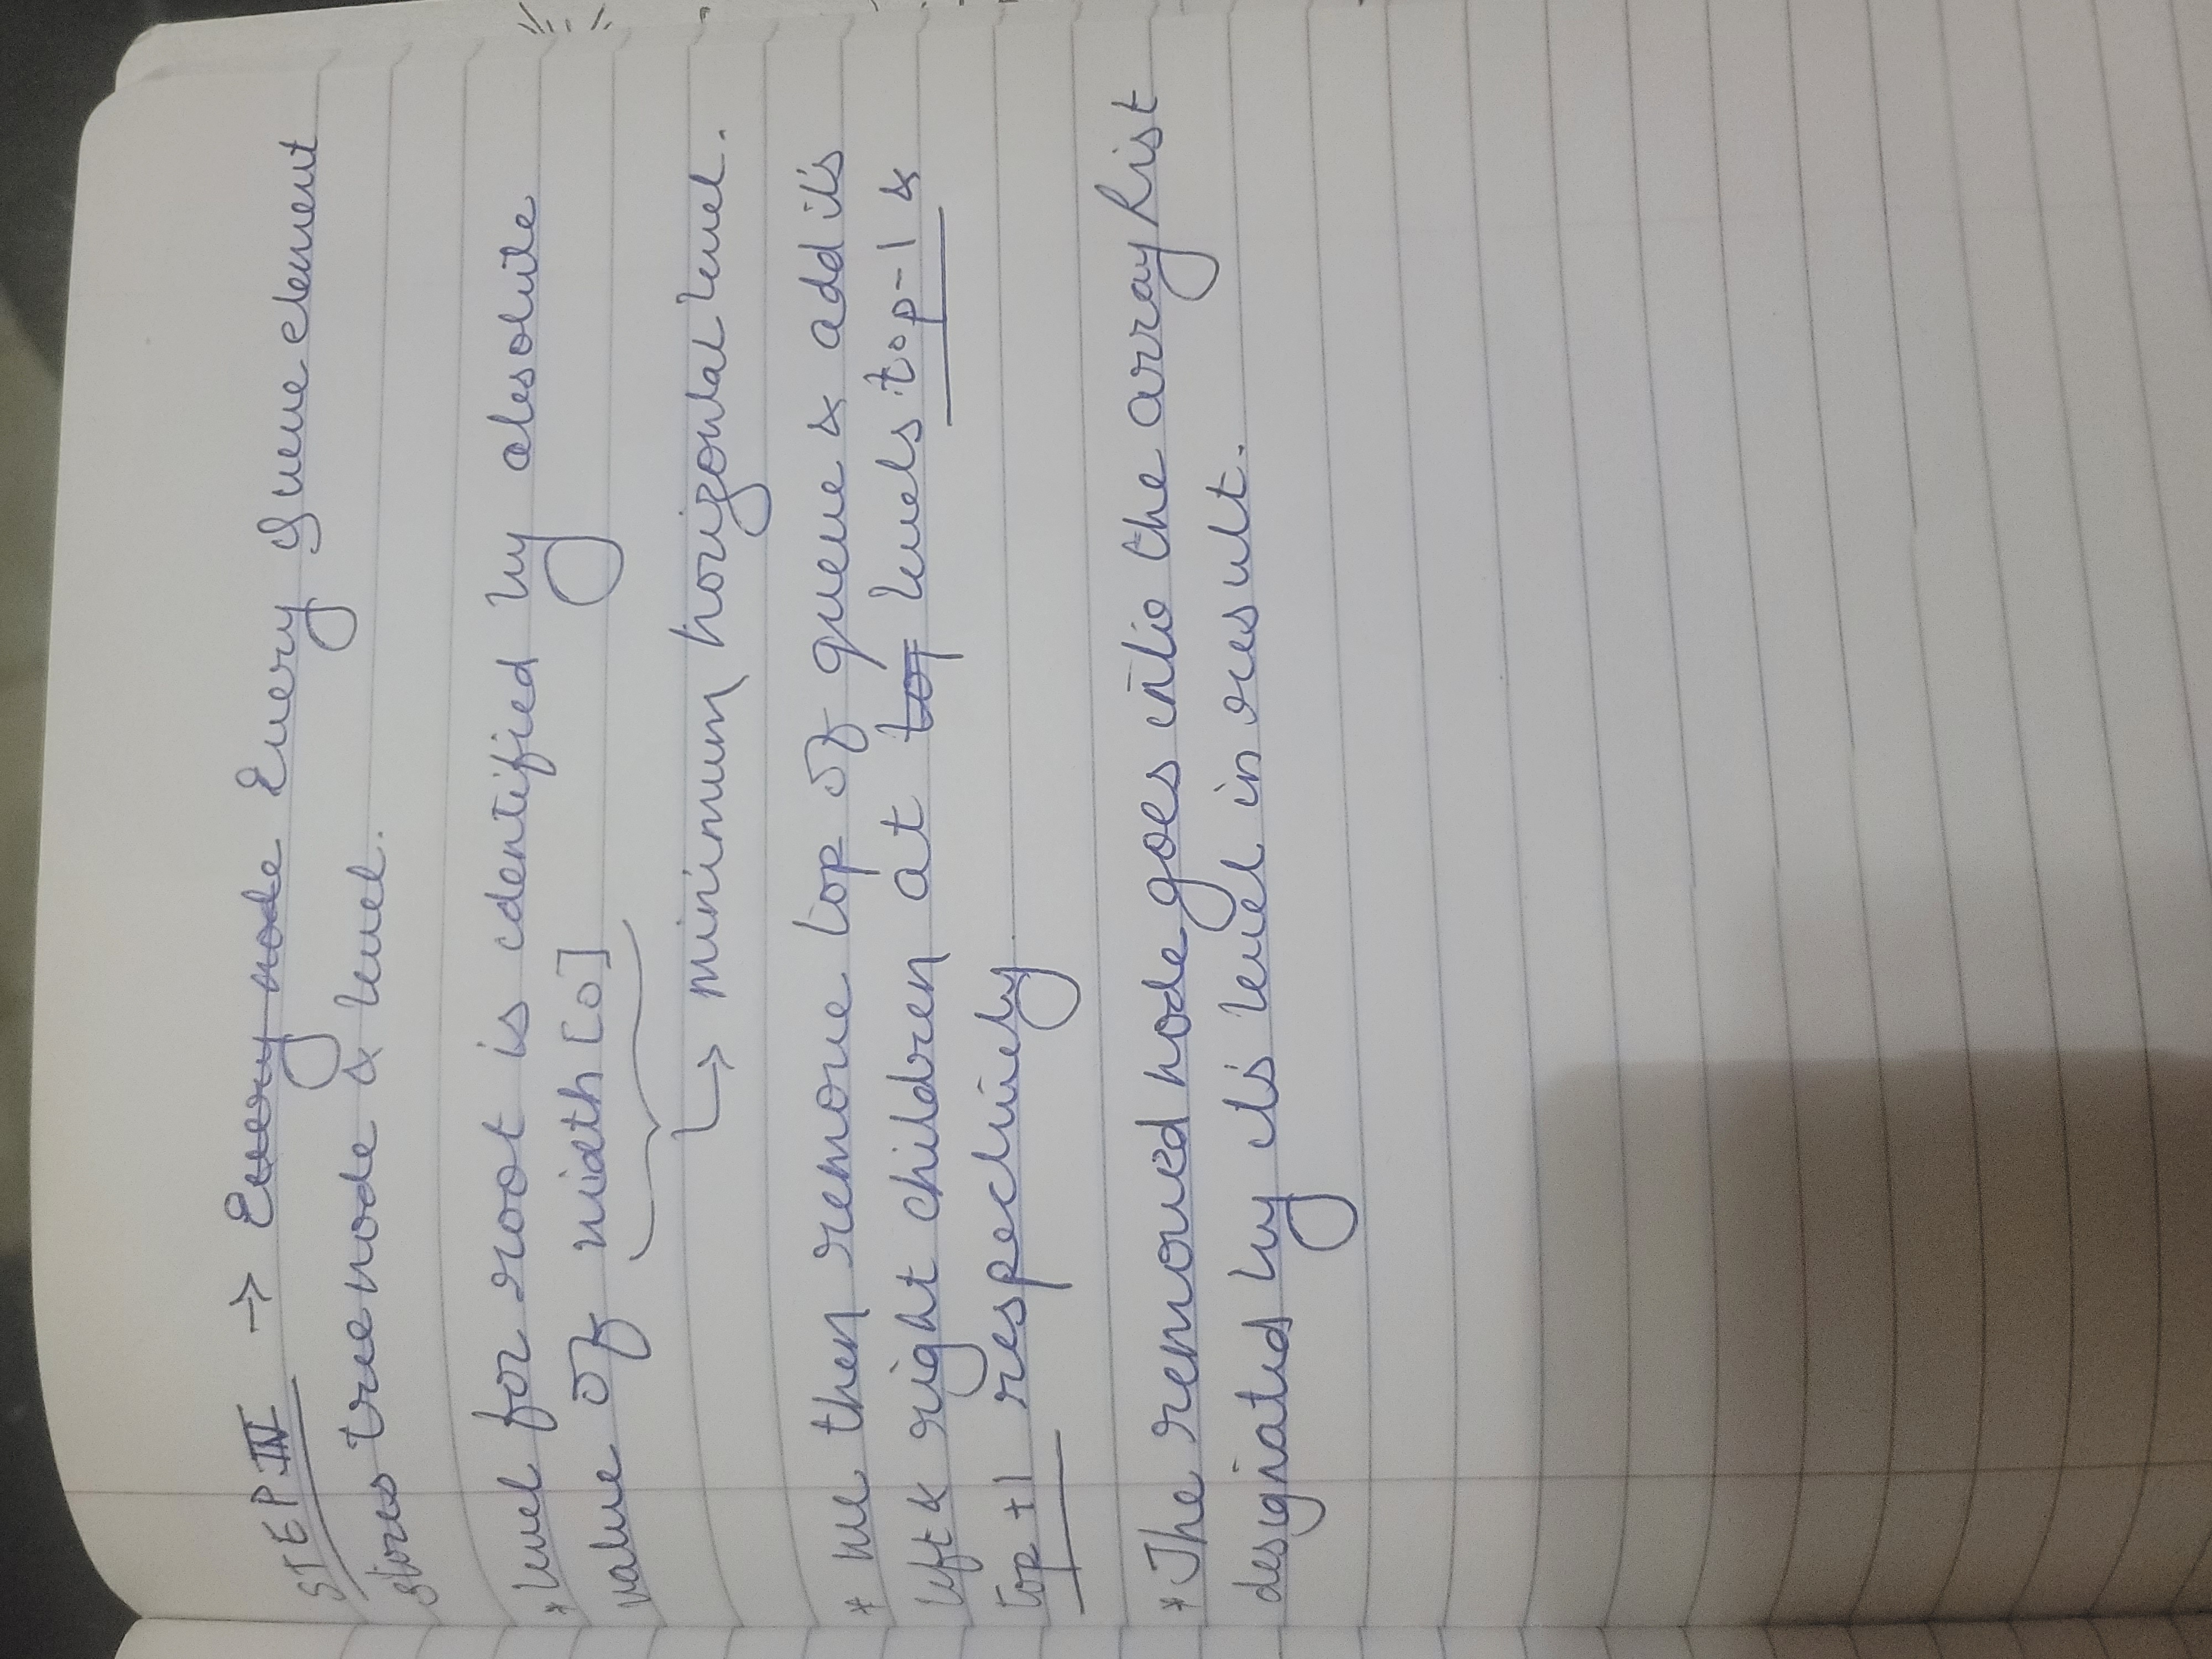 STEP IV → Every node Every Queue element
stores tree node & level.
* level for root is identified by absolute
value of width [0]
↳ minimum horizontal level.
* we then remove top of queue & add it's
left & right children at top levels top-1 &
top +1 respectively.
* The removed node goes into the array list
designated by it's level in result.